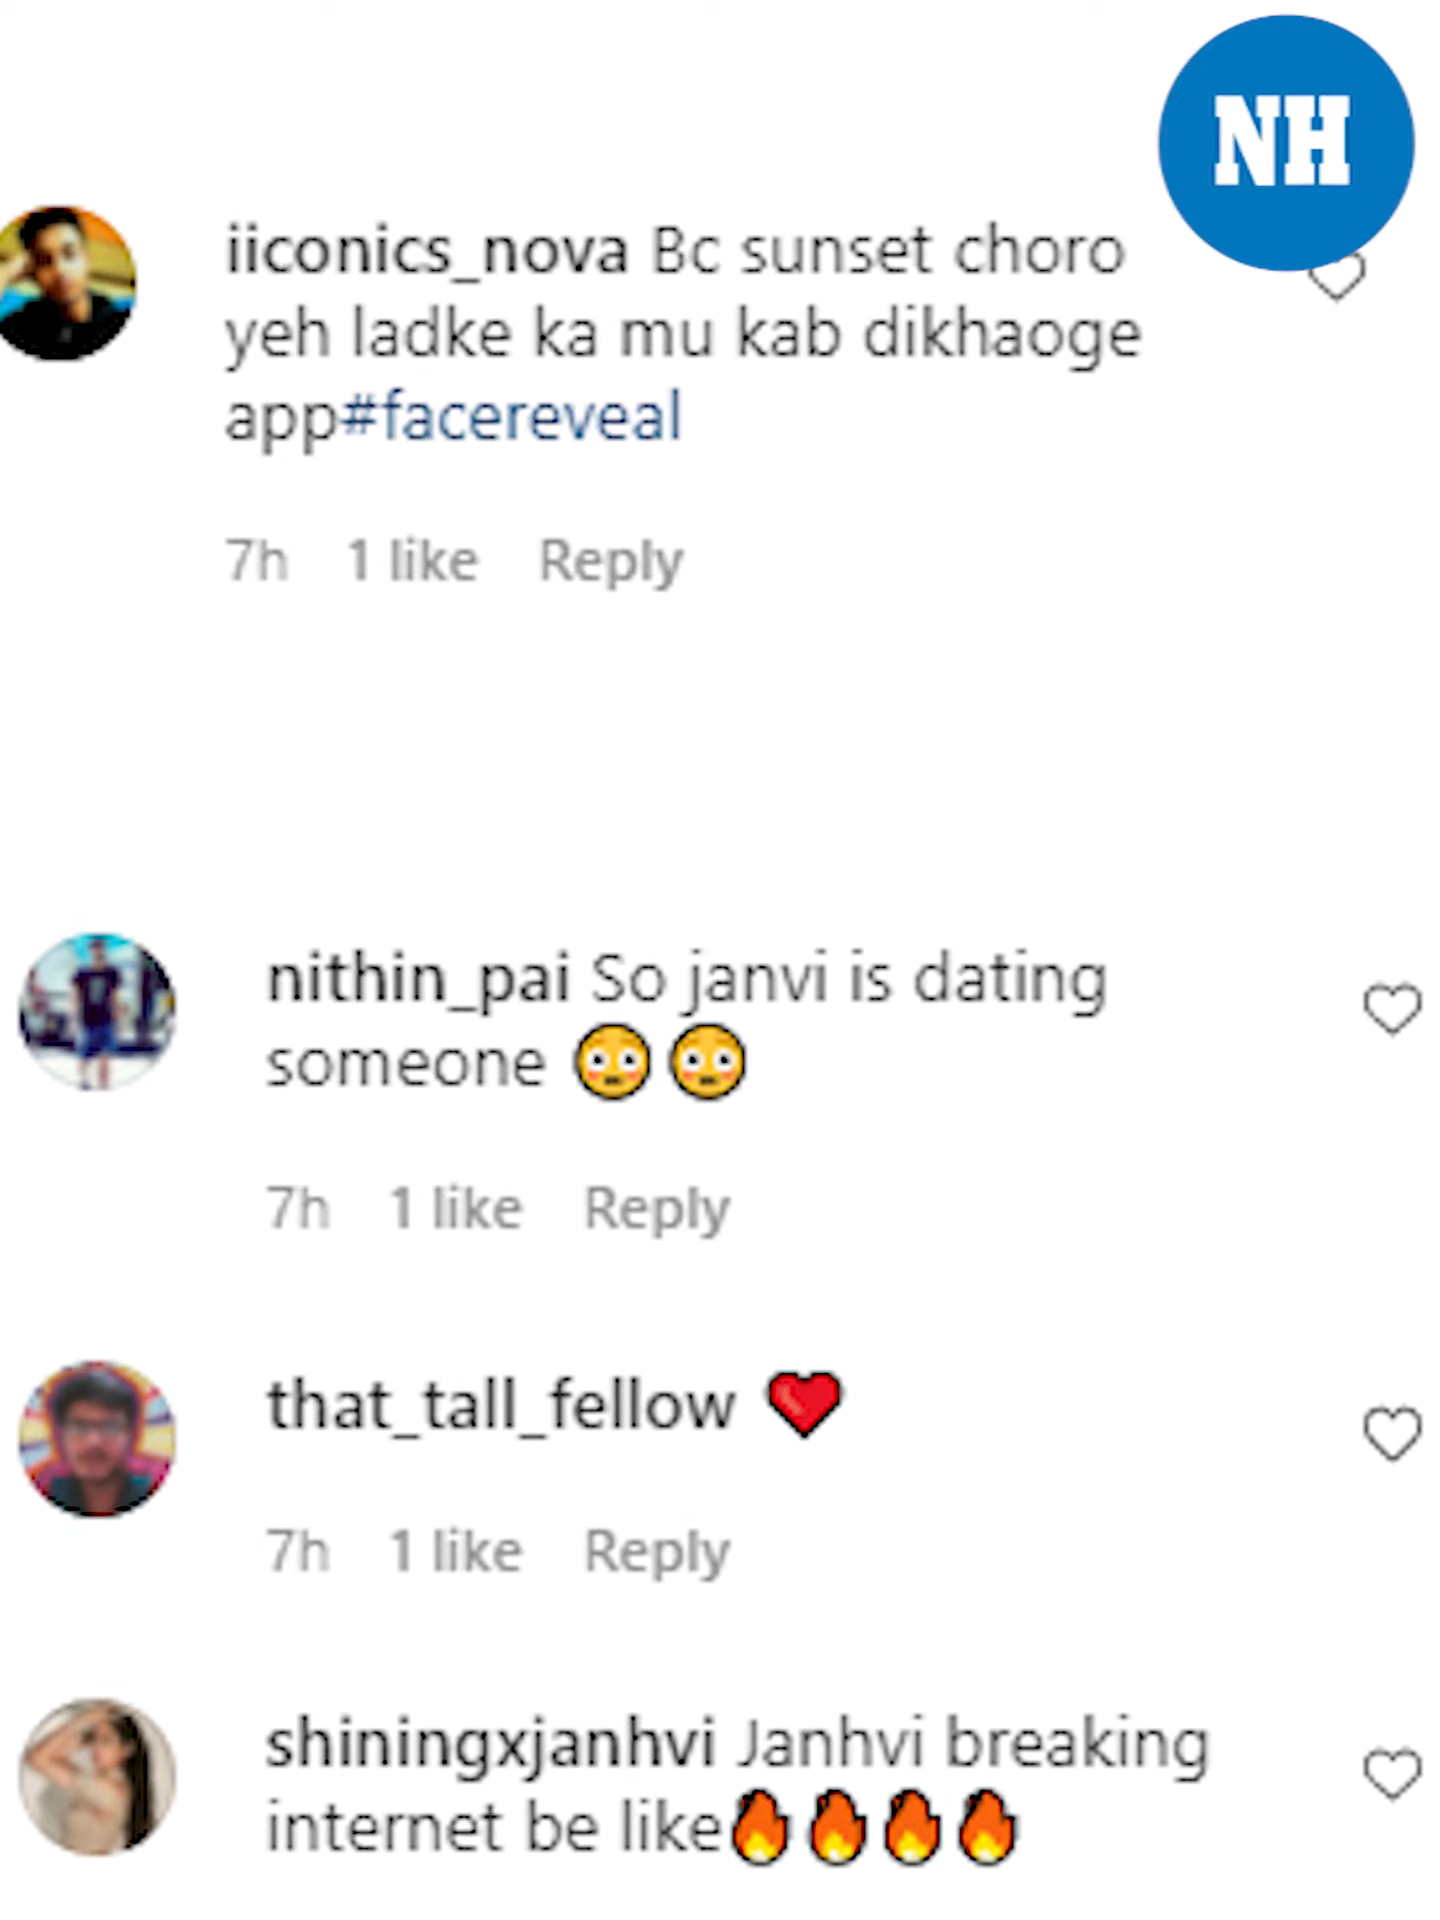 NH
iiconics_nova Bc sunset choro
yeh ladke ka mu kab dikhaoge
app#facereveal
7h 1 like Reply
nithin_pai So janvi is dating
someone 😳😳
7h 1 like Reply
that_tall_fellow ❤️
7h 1 like Reply
shiningxjanhvi Janhvi breaking
internet be like🔥🔥🔥🔥